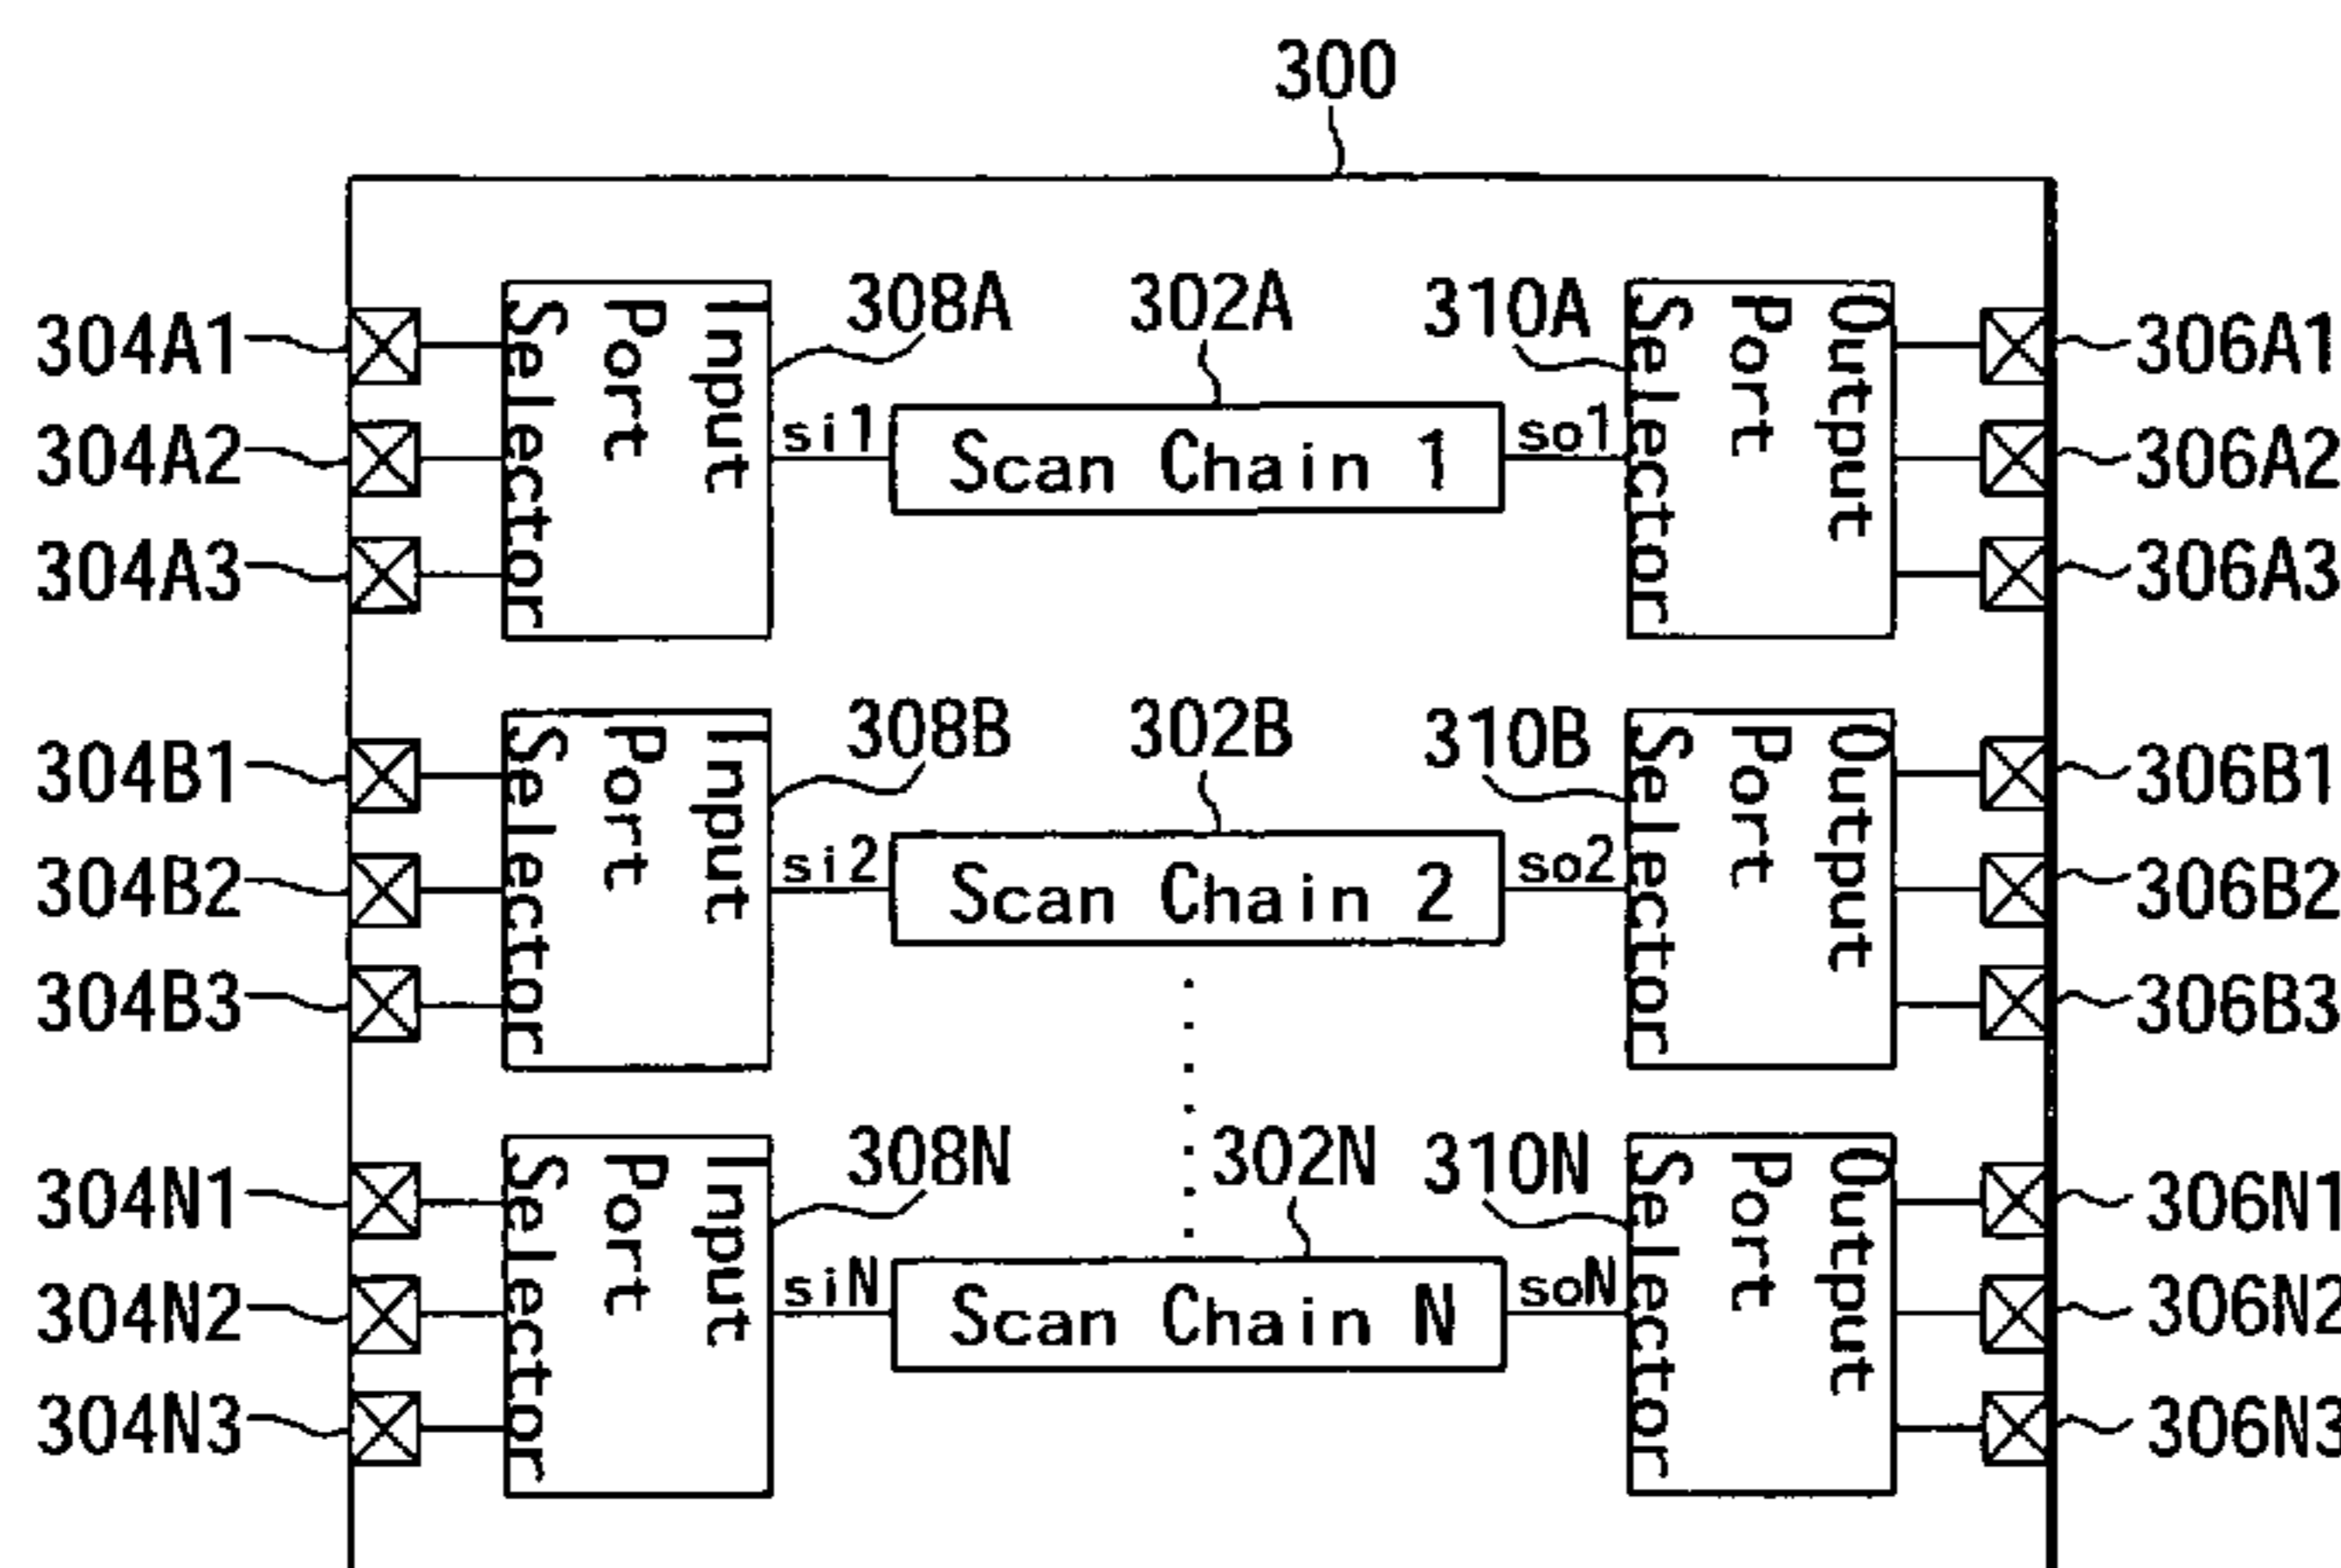 300
304A1
304A2
304A3
Input
Port
Selector
308A
si1
302A
Scan Chain 1
so1
310A
Output
Port
Selector
306A1
306A2
306A3
304B1
304B2
304B3
Input
Port
Selector
308B
si2
302B
Scan Chain 2
so2
310B
Output
Port
Selector
306B1
306B2
306B3
304N1
304N2
304N3
Input
Port
Selector
308N
siN
302N
Scan Chain N
soN
310N
Output
Port
Selector
306N1
306N2
306N3